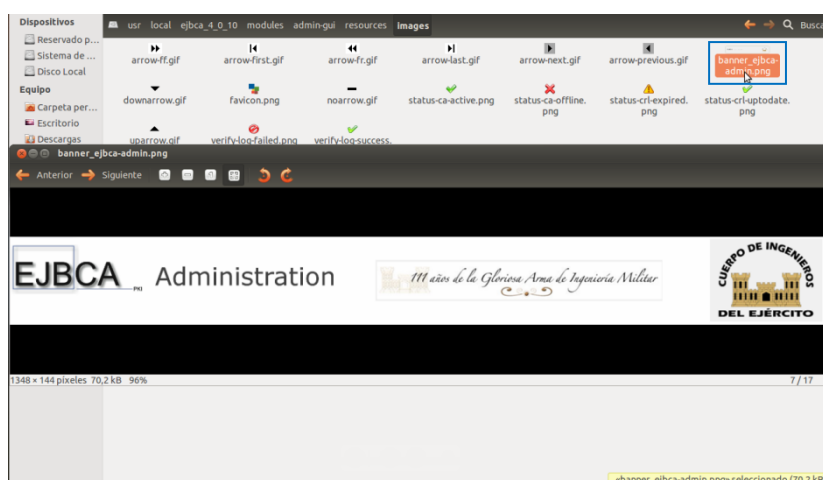 Dispositivos
usr local ejbca_4_0_10 modules admin-gui resources images
Busca
Reservado p...
Sistema de ...
Disco Local
Equipo
Carpeta per...
Escritorio
Descargas
arrow-ff.gif
arrow-first.gif
arrow-fr.gif
arrow-last.gif
arrow-next.gif
arrow-previous.gif
banner_ejbca-
admin.png
downarrow.gif
favicon.png
noarrow.gif
status-ca-active.png
status-ca-offline.
png
status-crl-expired.
png
status-crl-uptodate.
png
uparrow.gif
verify-log-failed.png
verify-log-success.
banner_ejbca-admin.png
Anterior
Siguiente
EJBCA PKI Administration
111 años de la Gloriosa Arma de Ingeniería Militar
CUERPO DE INGENIEROS
DEL EJÉRCITO
1348 × 144 píxeles 70,2 kB 96%
7 / 17
«banner_ejbca-admin.png» seleccionado (70,2 kB